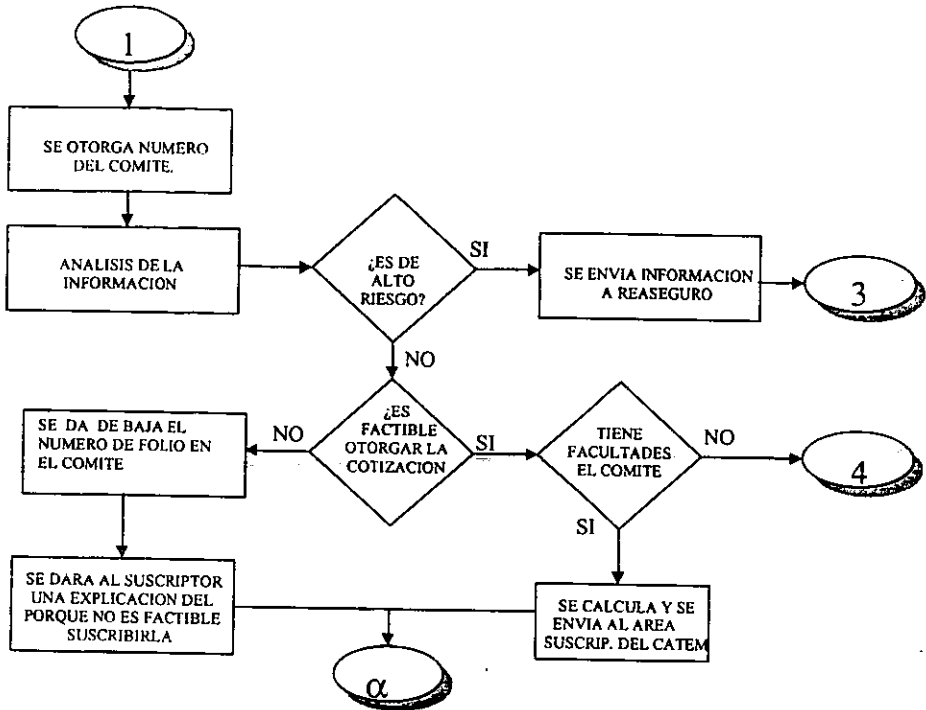 1
SE OTORGA NUMERO
DEL COMITE.
ANALISIS DE LA
INFORMACION
¿ES DE
ALTO
RIESGO?
SI
SE ENVIA INFORMACION
A REASEGURO
3
NO
¿ES
FACTIBLE
OTORGAR LA
COTIZACION
NO
SE DA DE BAJA EL
NUMERO DE FOLIO EN
EL COMITE
SI
TIENE
FACULTADES
EL COMITE
NO
4
SI
SE DARA AL SUSCRIPTOR
UNA EXPLICACION DEL
PORQUE NO ES FACTIBLE
SUSCRIBIRLA
SE CALCULA Y SE
ENVIA AL AREA
SUSCRIP. DEL CATEM
α